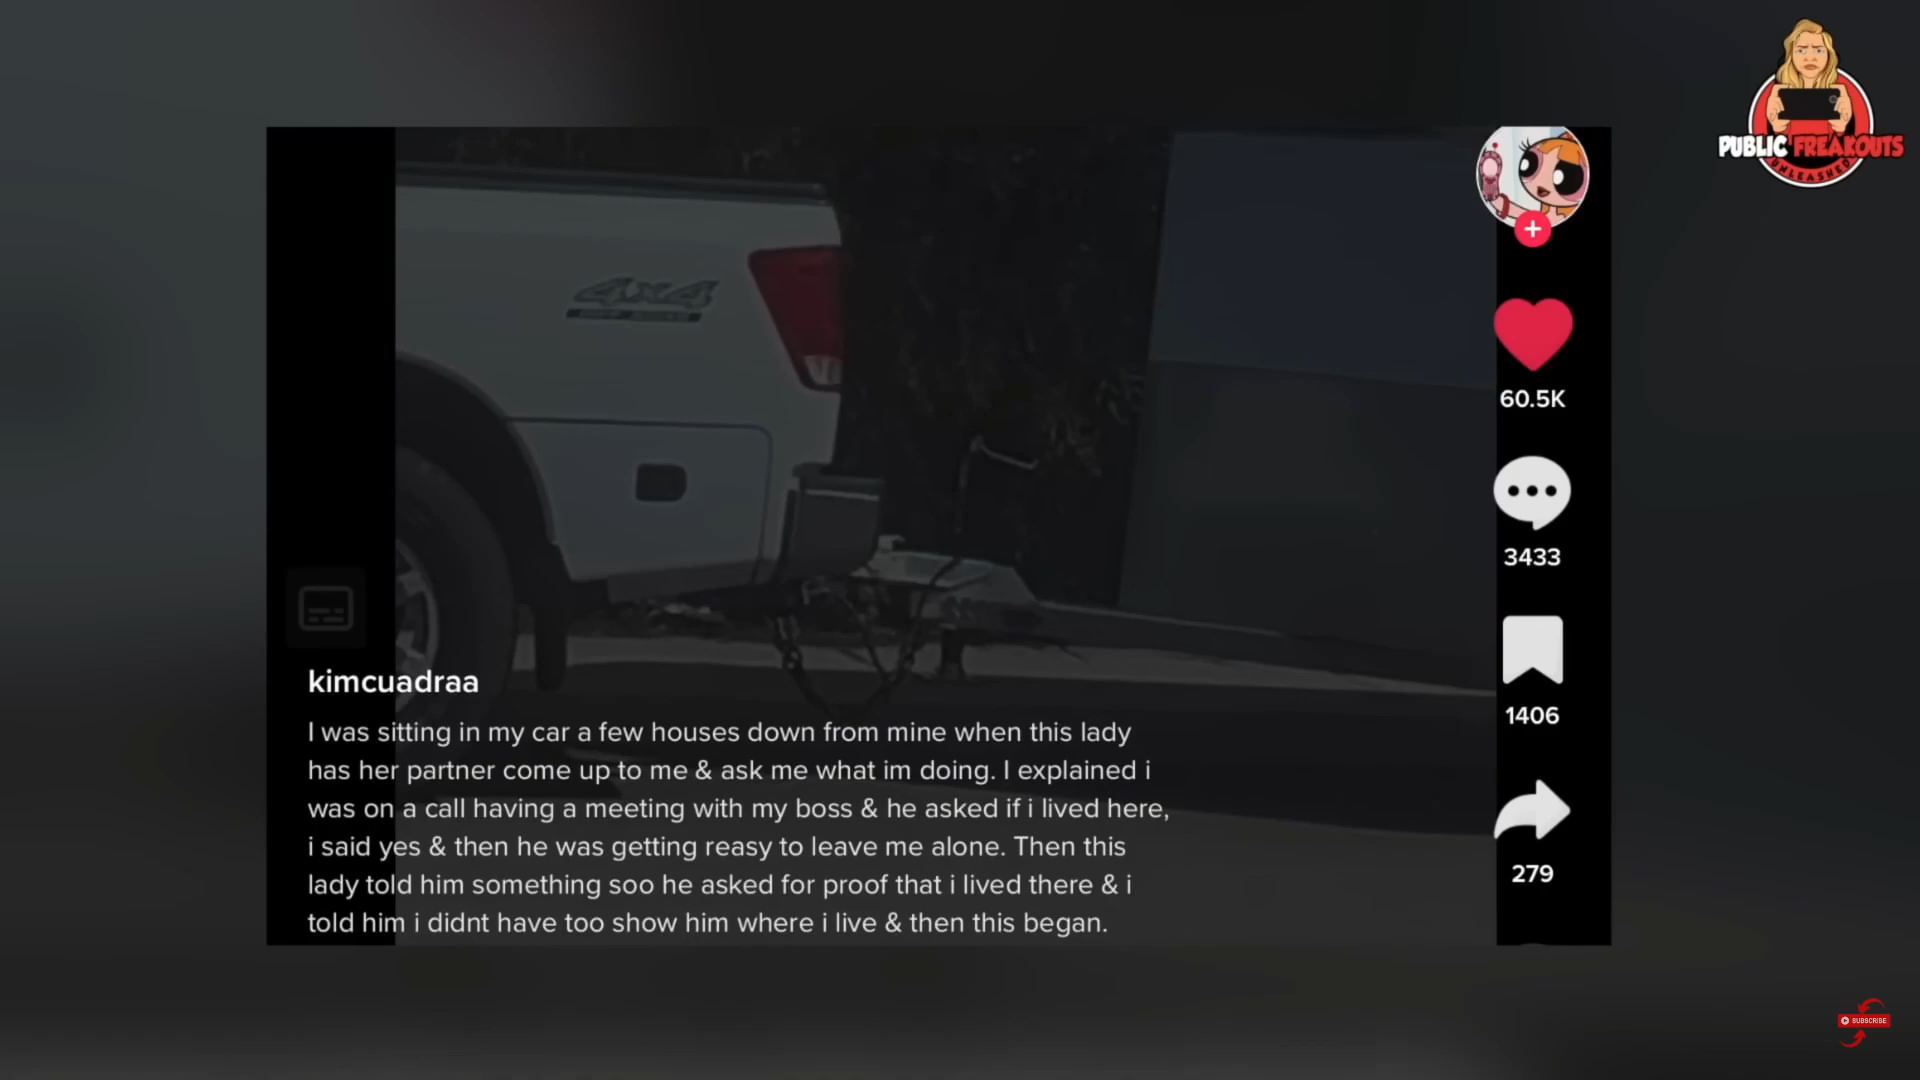 PUBLIC FREAKOUTS
UNLEASHED
4x4
60.5K
3433
1406
279
kimcuadraa
I was sitting in my car a few houses down from mine when this lady
has her partner come up to me & ask me what im doing. I explained i
was on a call having a meeting with my boss & he asked if i lived here,
i said yes & then he was getting reasy to leave me alone. Then this
lady told him something soo he asked for proof that i lived there & i
told him i didnt have too show him where i live & then this began.
SUBSCRIBE